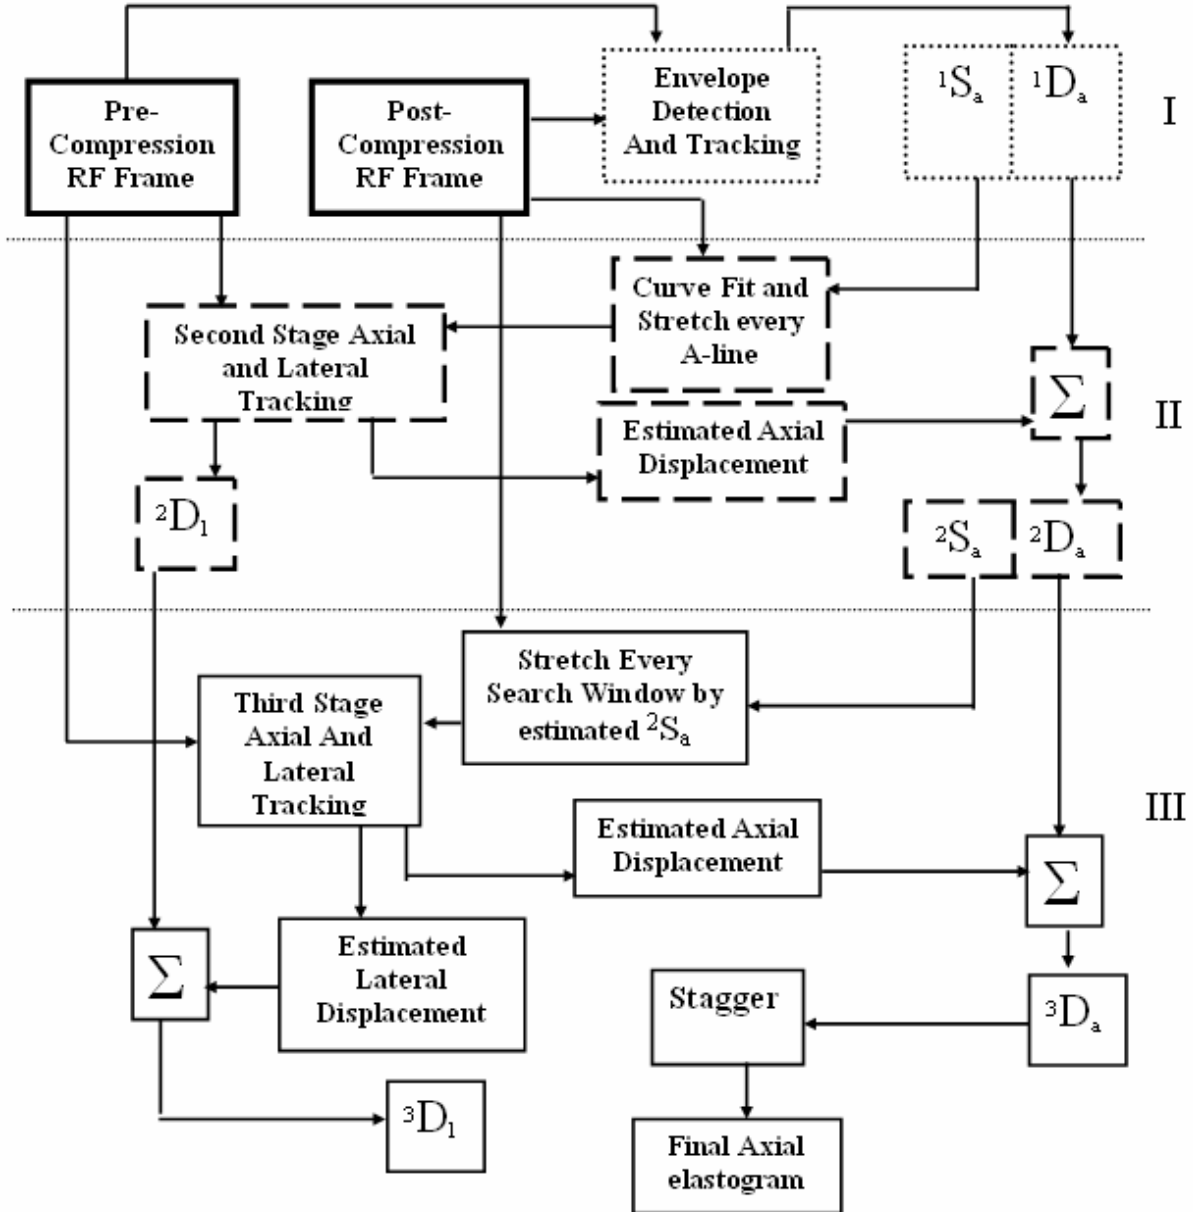 Pre-
Compression
RF Frame
Post-
Compression
RF Frame
Envelope
Detection
And Tracking
¹Sₐ
¹Dₐ
I
Second Stage Axial
and Lateral
Tracking
Curve Fit and
Stretch every
A-line
Estimated Axial
Displacement
Σ
II
²Dₗ
²Sₐ
²Dₐ
Stretch Every
Search Window by
estimated ²Sₐ
Third Stage
Axial And
Lateral
Tracking
Estimated Axial
Displacement
III
Σ
Σ
Estimated
Lateral
Displacement
Stagger
³Dₐ
³Dₗ
Final Axial
elastogram